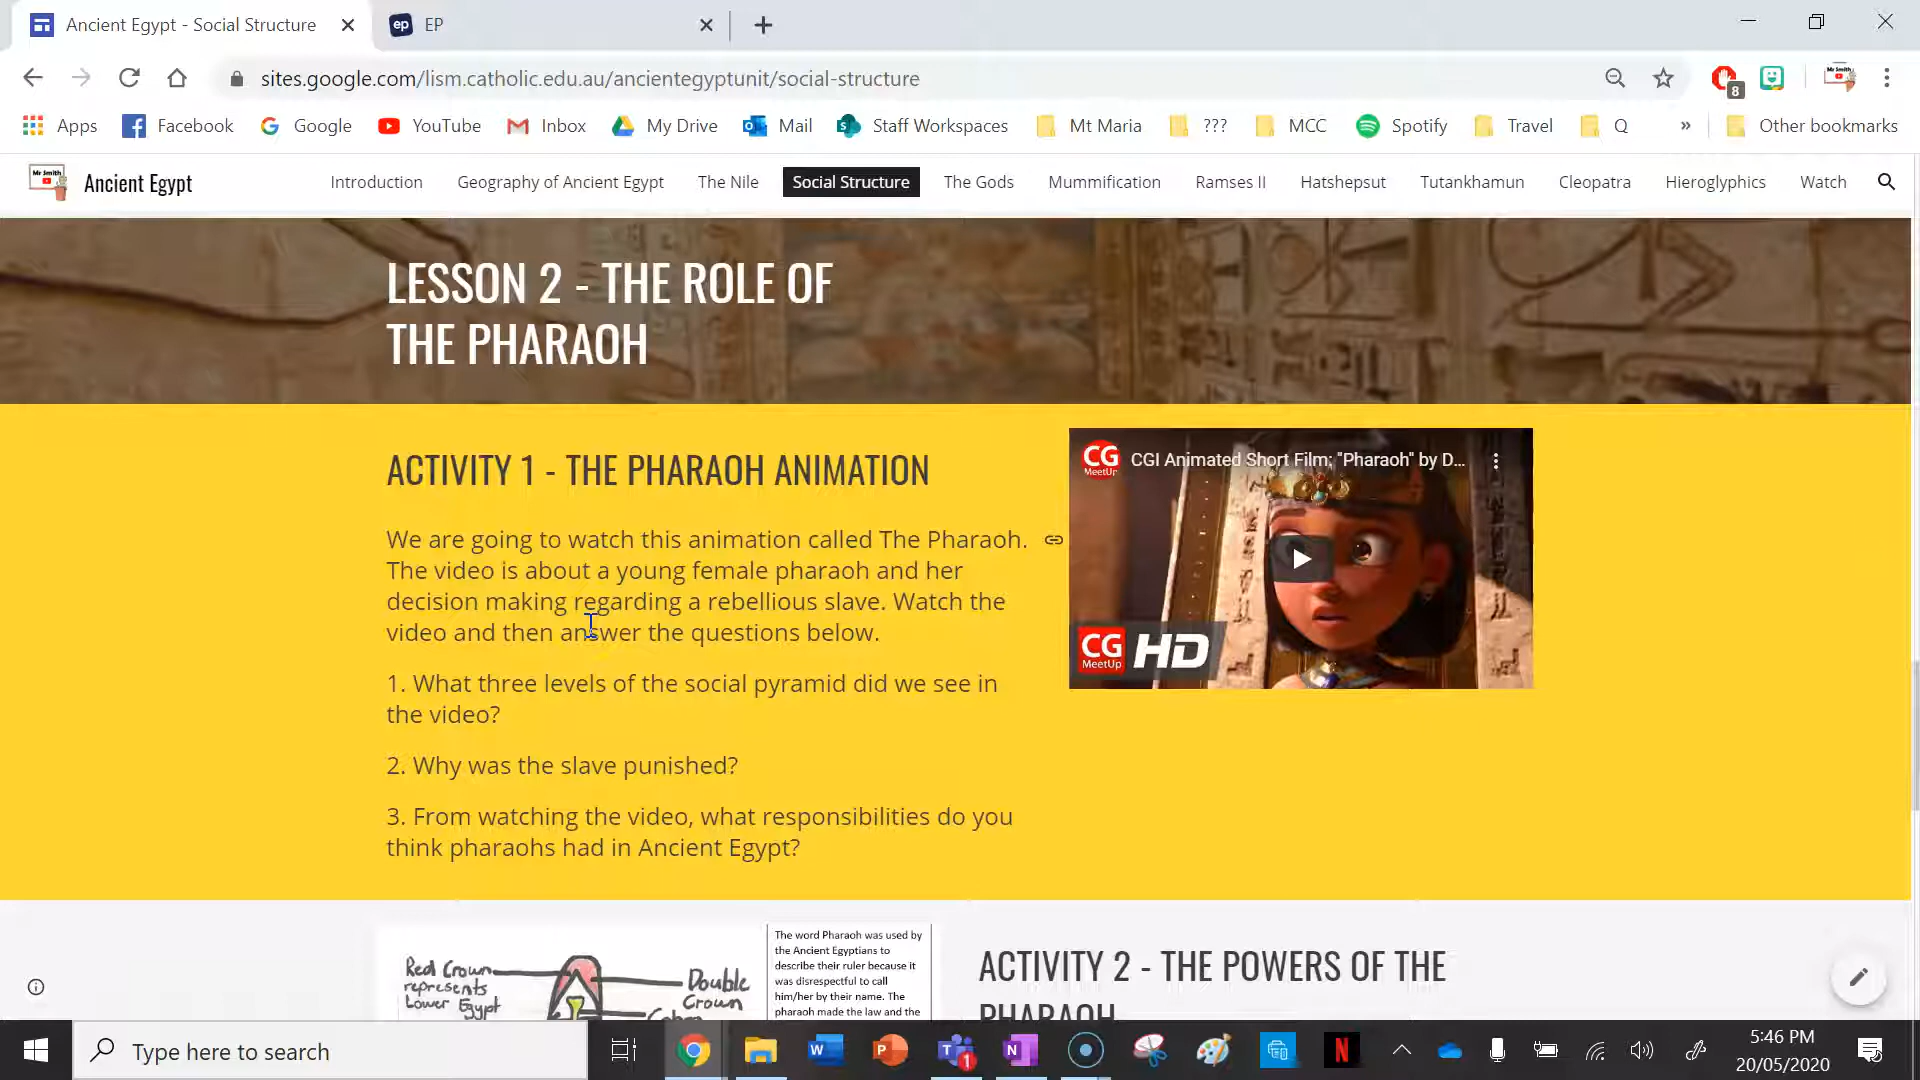 Ancient Egypt - Social Structure
ep EP
sites.google.com/lism.catholic.edu.au/ancientegyptunit/social-structure
8
Apps Facebook Google YouTube Inbox My Drive Mail Staff Workspaces Mt Maria ??? MCC Spotify Travel Q » Other bookmarks
Mr Smith Ancient Egypt Introduction Geography of Ancient Egypt The Nile Social Structure The Gods Mummification Ramses II Hatshepsut Tutankhamun Cleopatra Hieroglyphics Watch
LESSON 2 - THE ROLE OF
THE PHARAOH
ACTIVITY 1 - THE PHARAOH ANIMATION
We are going to watch this animation called The Pharaoh.
The video is about a young female pharaoh and her
decision making regarding a rebellious slave. Watch the
video and then answer the questions below.
1. What three levels of the social pyramid did we see in
the video?
2. Why was the slave punished?
3. From watching the video, what responsibilities do you
think pharaohs had in Ancient Egypt?
CG MeetUp CGI Animated Short Film: "Pharaoh" by D...
CG MeetUp HD
Red Crown
represents
Lower Egypt
Double
Crown
The word Pharaoh was used by
the Ancient Egyptians to
describe their ruler because it
was disrespectful to call
him/her by their name. The
pharaoh made the law and the
ACTIVITY 2 - THE POWERS OF THE
PHARAOH
Type here to search
1
5:46 PM
20/05/2020